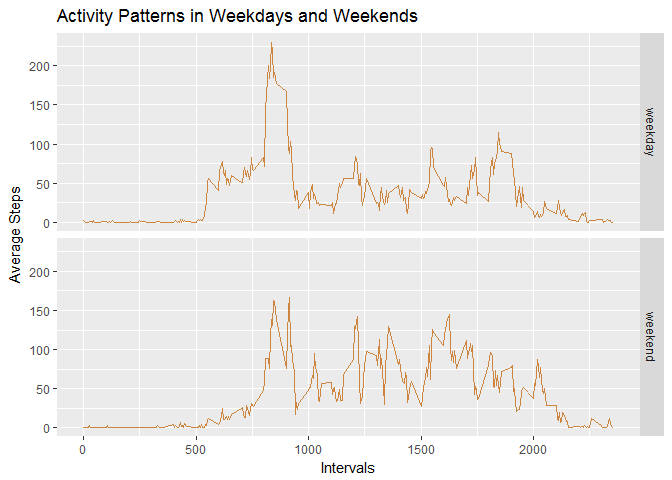 Activity Patterns in Weekdays and Weekends
200
150
100
50
0
weekday
200
150
100
50
0
weekend
Average Steps
0 500 1000 1500 2000
Intervals